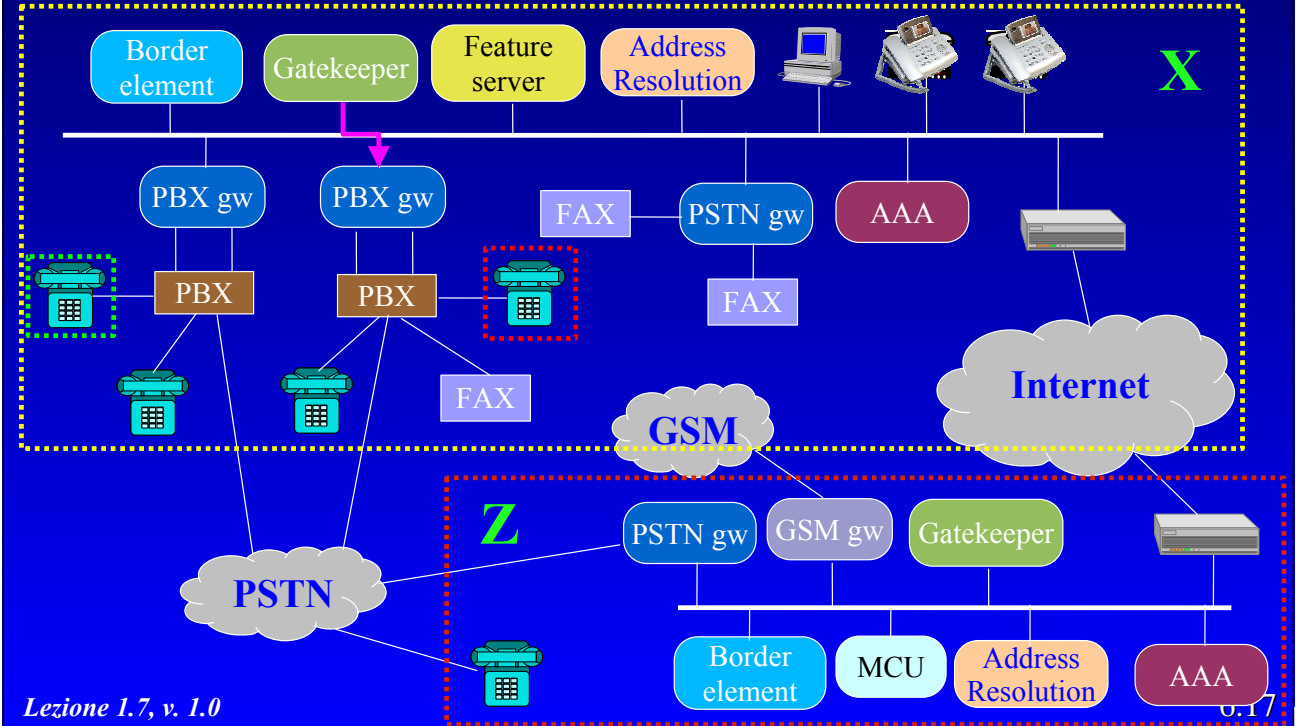 Border
element
Gatekeeper
Feature
server
Address
Resolution
X
PBX gw
PBX gw
FAX
PSTN gw
AAA
PBX
PBX
FAX
FAX
Internet
GSM
Z
PSTN gw
GSM gw
Gatekeeper
PSTN
Border
element
MCU
Address
Resolution
AAA
Lezione 1.7, v. 1.0
6.17